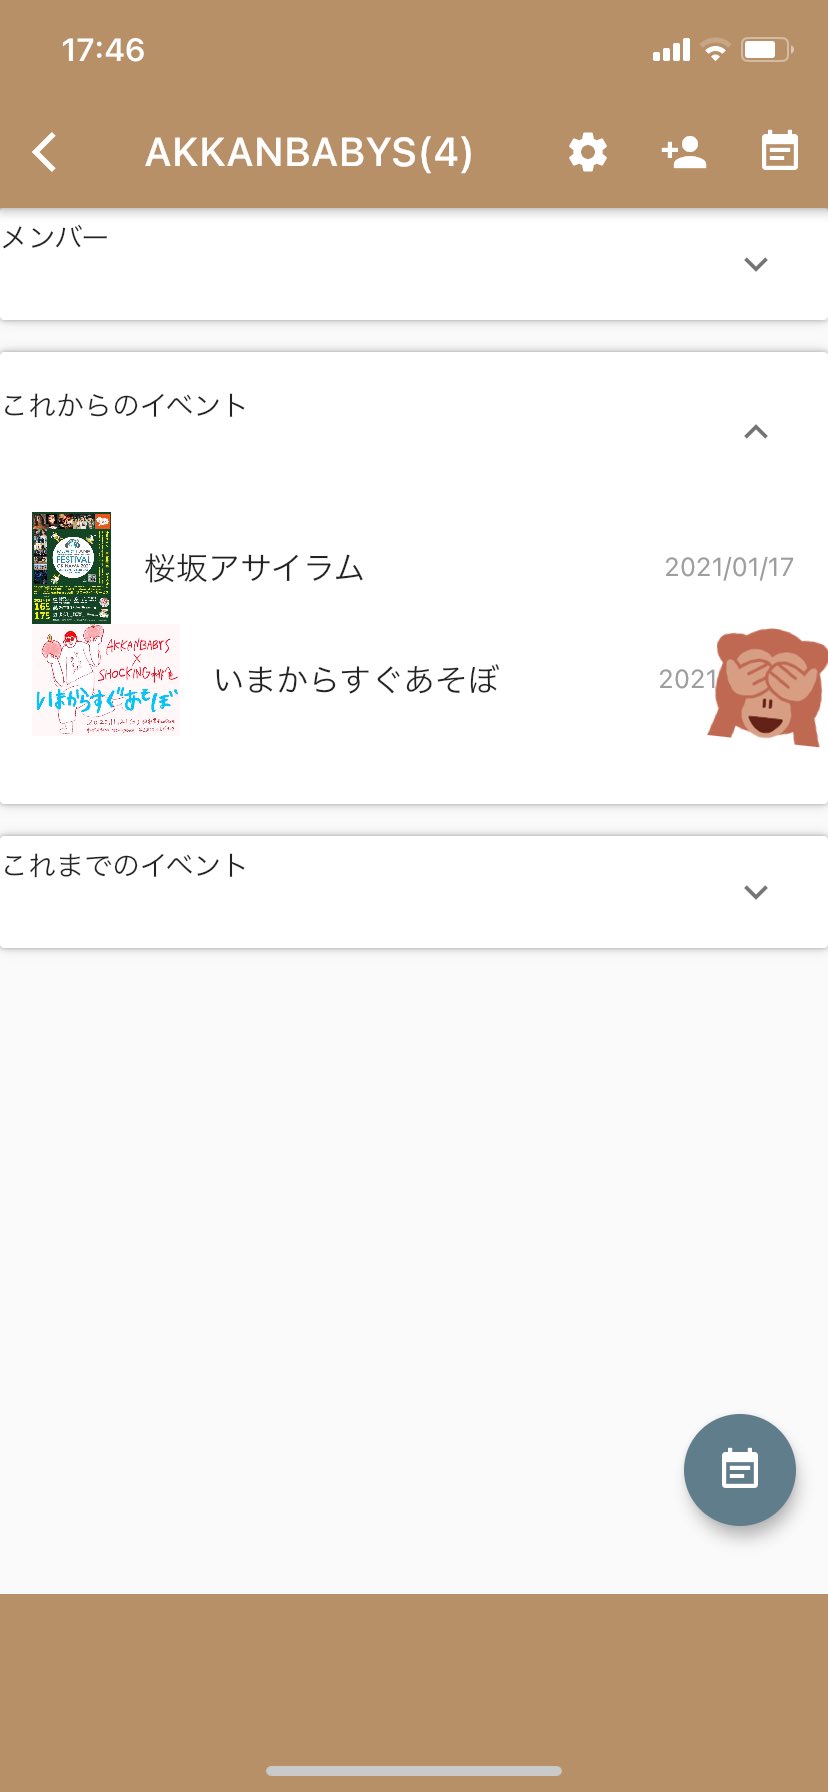 17:46
AKKANBABYS(4)
メンバー
これからのイベント
FESTIVAL
165
175
桜坂アサイラム
2021/01/17
AKKANBABYS
×
SHOCKING桃色
いまからすぐあそぼ
いまからすぐあそぼ
2021
これまでのイベント